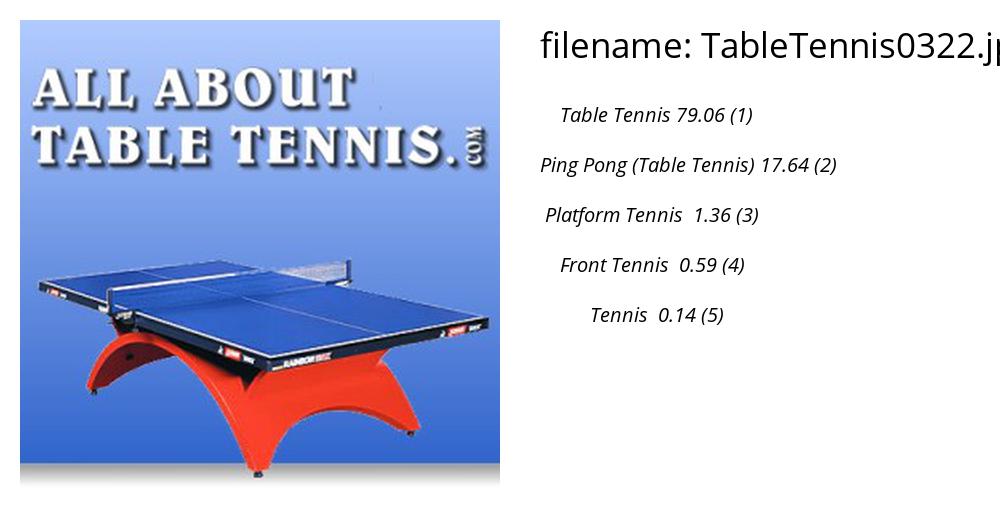 ALL ABOUT
TABLE TENNIS.COM
RAINBOW
filename: TableTennis0322.jp
Table Tennis 79.06 (1)
Ping Pong (Table Tennis) 17.64 (2)
Platform Tennis 1.36 (3)
Front Tennis 0.59 (4)
Tennis 0.14 (5)